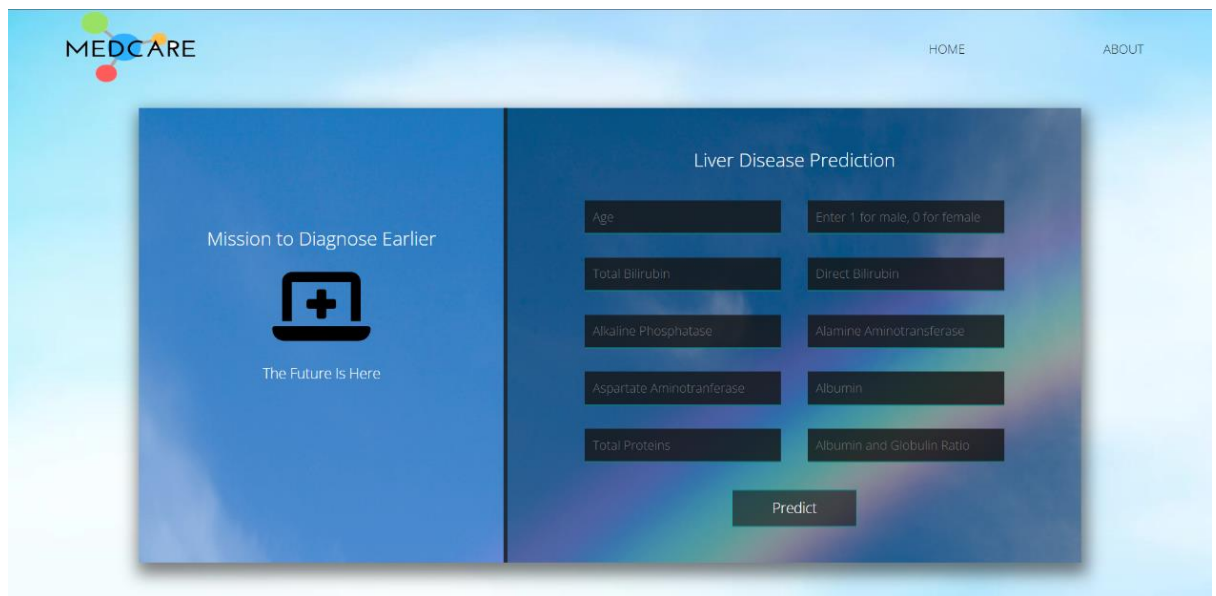 MEDCARE
HOME
ABOUT
Mission to Diagnose Earlier
The Future Is Here
Liver Disease Prediction
Age
Enter 1 for male, 0 for female
Total Bilirubin
Direct Bilirubin
Alkaline Phosphatase
Alamine Aminotransferase
Aspartate Aminotranferase
Albumin
Total Proteins
Albumin and Globulin Ratio
Predict